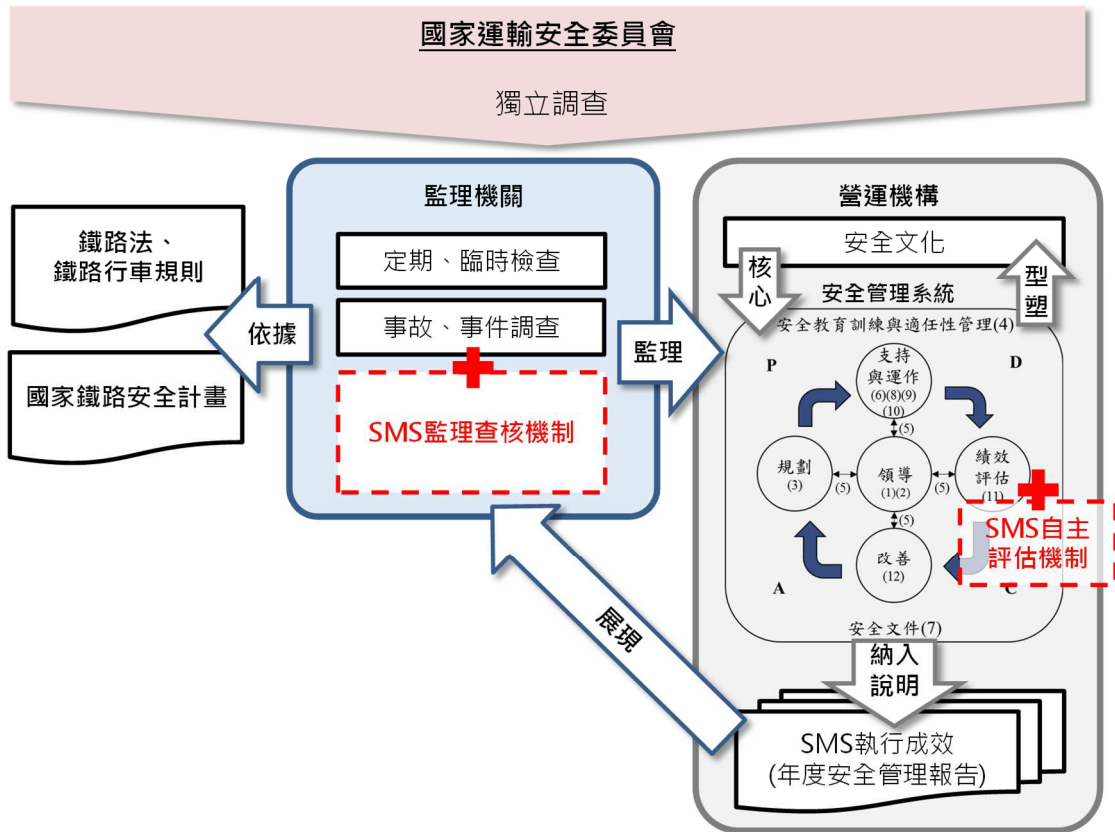 國家運輸安全委員會
獨立調查
鐵路法、
鐵路行車規則
國家鐵路安全計畫
依據
監理機關
定期、臨時檢查
事故、事件調查
SMS監理查核機制
監理
營運機構
安全文化
核
心
型
塑
安全管理系統
安全教育訓練與適任性管理(4)
P
D
支持
與運作
(6)(8)(9)
(10)
(5)
規劃
(3)
(5)
領導
(1)(2)
(5)
績效
評估
(11)
(5)
改善
(12)
SMS自主
評估機制
A
C
安全文件(7)
納入
說明
展現
SMS執行成效
(年度安全管理報告)